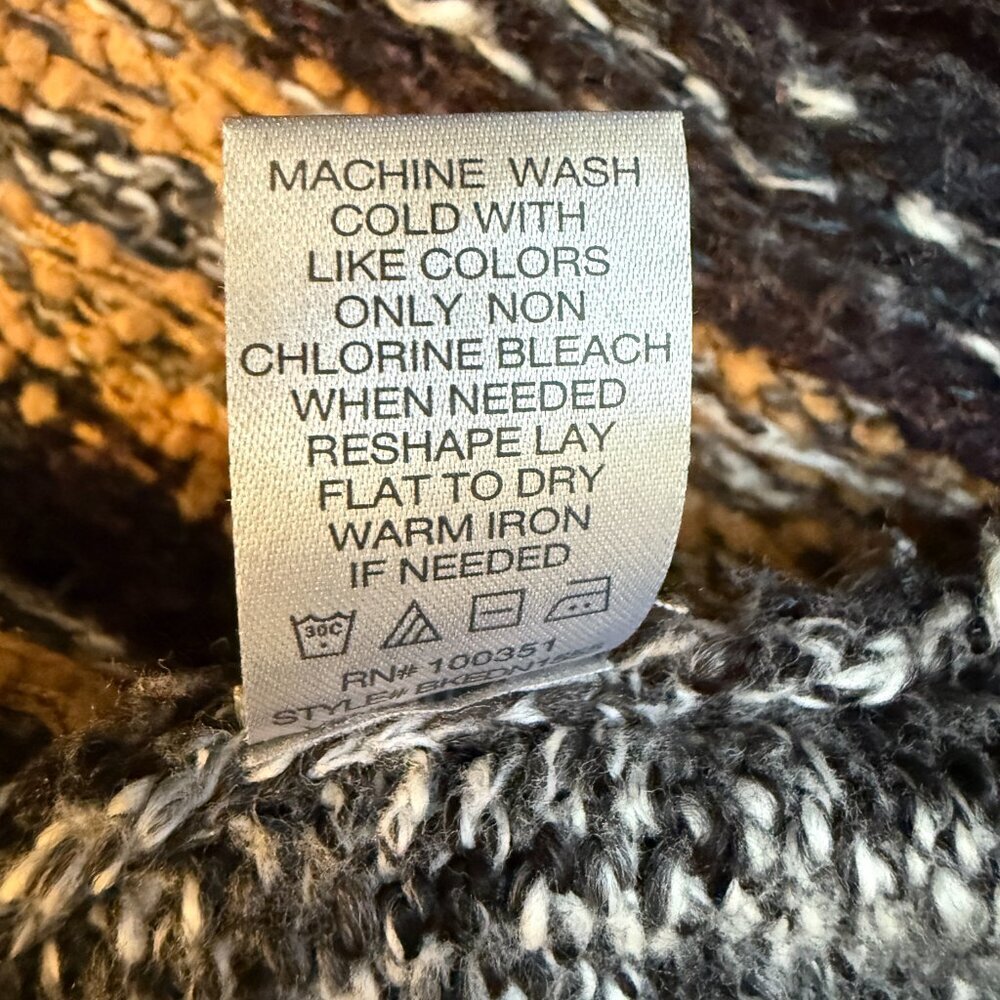 MACHINE WASH
COLD WITH
LIKE COLORS
ONLY NON
CHLORINE BLEACH
WHEN NEEDED
RESHAPE LAY
FLAT TO DRY
WARM IRON
IF NEEDED
30C
RN# 100351
STYLE#